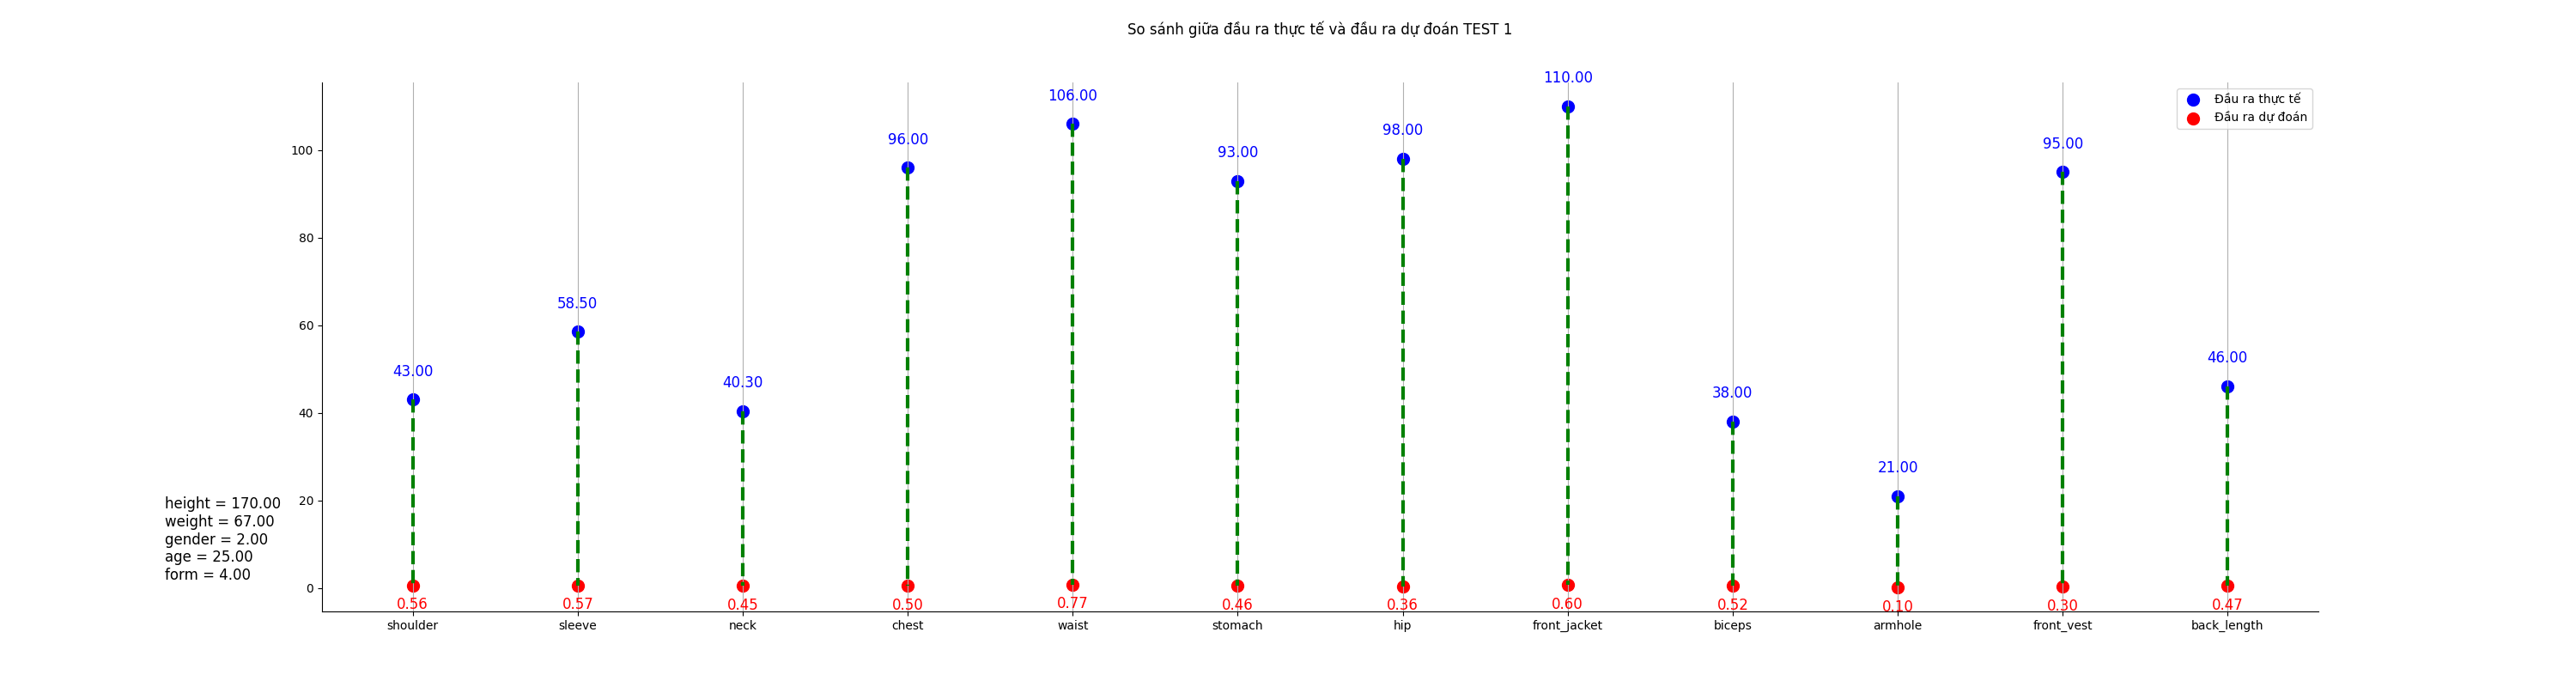 So sánh giữa đầu ra thực tế và đầu ra dự đoán TEST 1
110.00
106.00
Đầu ra thực tế
Đầu ra dự đoán
98.00
96.00
95.00
93.00
100
80
58.50
60
46.00
43.00
40.30
38.00
40
21.00
20
height = 170.00
weight = 67.00
gender = 2.00
age = 25.00
form = 4.00
0
0.56 0.57 0.45 0.50 0.77 0.46 0.36 0.60 0.52 0.10 0.30 0.47
shoulder sleeve neck chest waist stomach hip front_jacket biceps armhole front_vest back_length